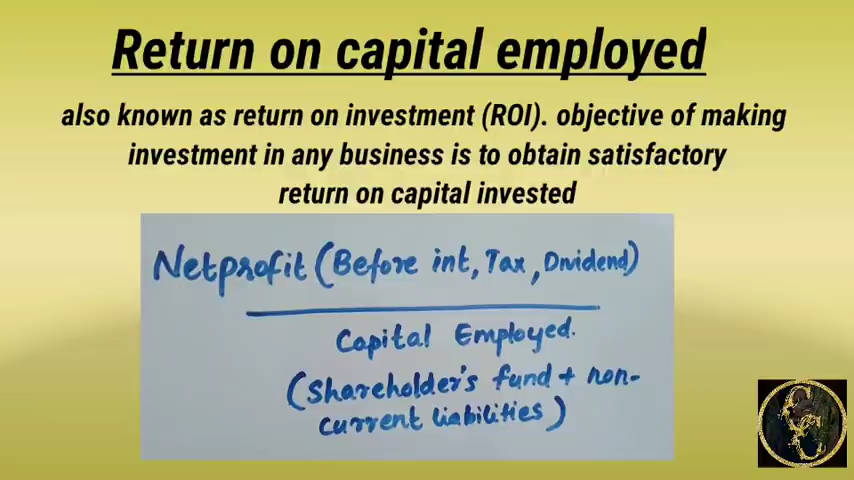 Return on capital employed
also known as return on investment (ROI). objective of making
investment in any business is to obtain satisfactory
return on capital invested
Netprofit (Before int, Tax, Dividend)
Capital Employed.
(Shareholder's fund + non-
current liabilities)